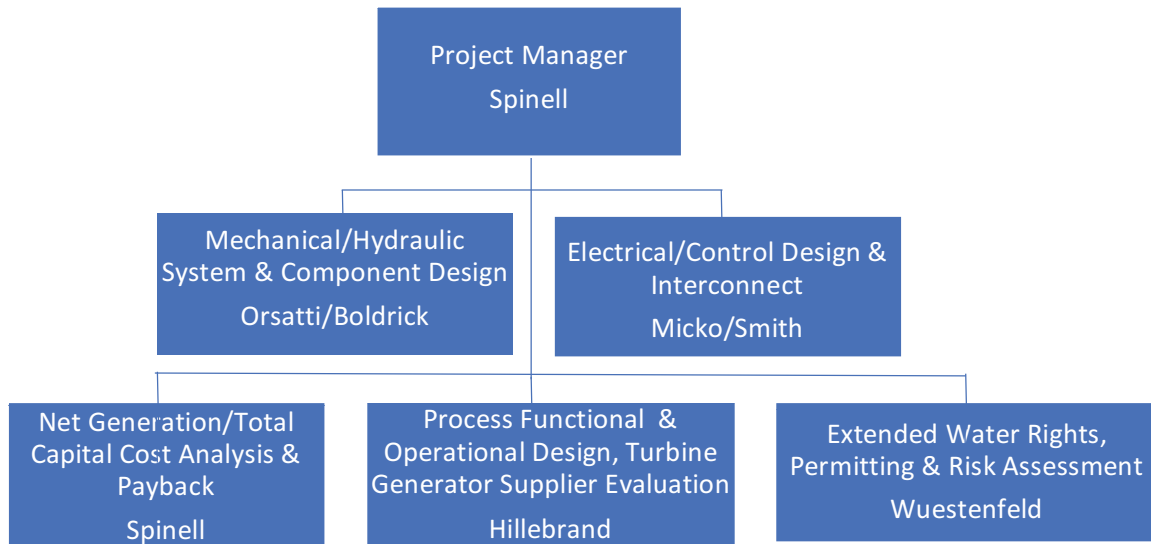 Project Manager
Spinell
Mechanical/Hydraulic
System & Component Design
Orsatti/Boldrick
Electrical/Control Design &
Interconnect
Micko/Smith
Net Generation/Total
Capital Cost Analysis &
Payback
Spinell
Process Functional & 
Operational Design, Turbine
Generator Supplier Evaluation
Hillebrand
Extended Water Rights,
Permitting & Risk Assessment
Wuestenfeld